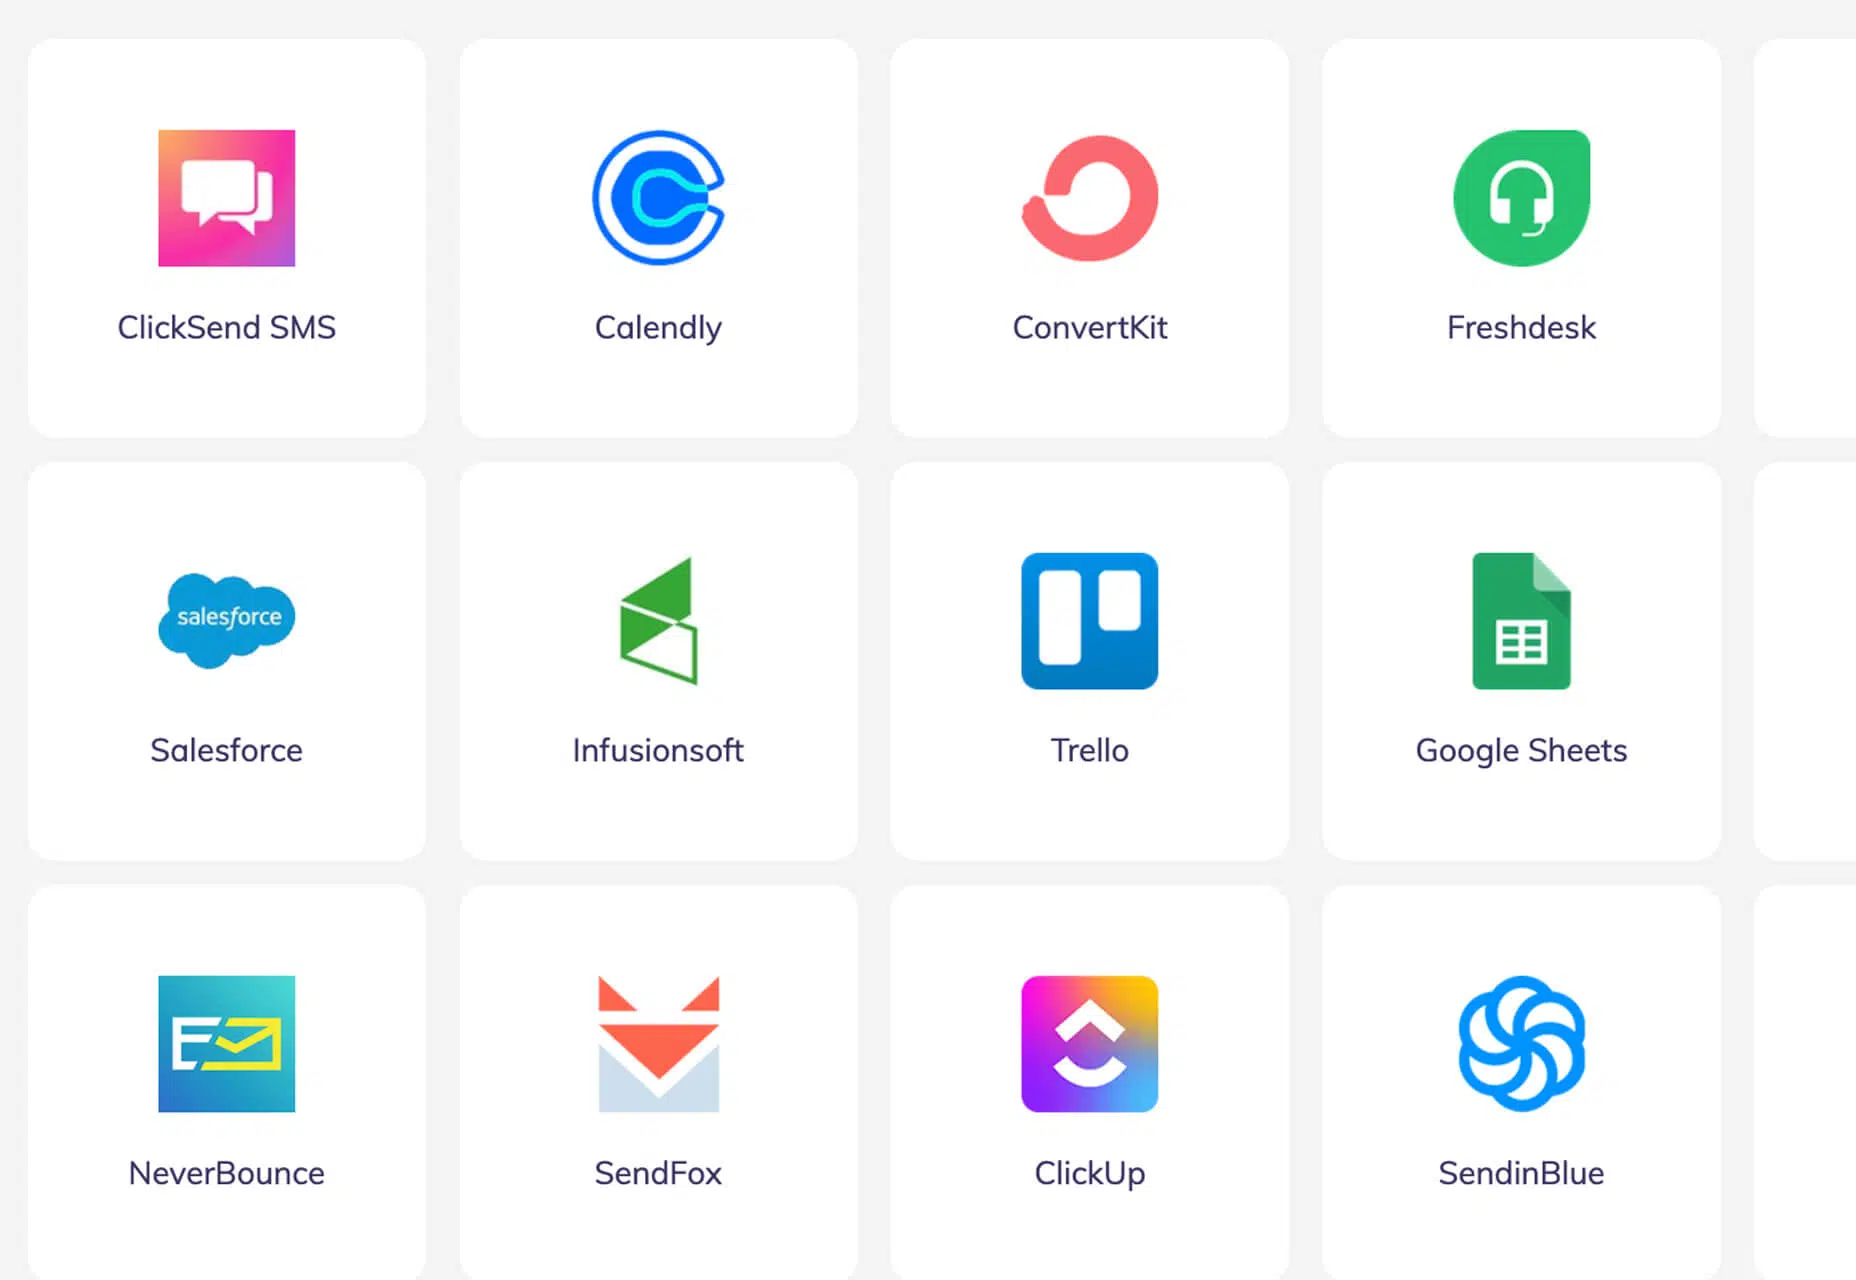 ClickSend SMS
Calendly
ConvertKit
Freshdesk
salesforce
Salesforce
Infusionsoft
Trello
Google Sheets
NeverBounce
SendFox
ClickUp
SendinBlue